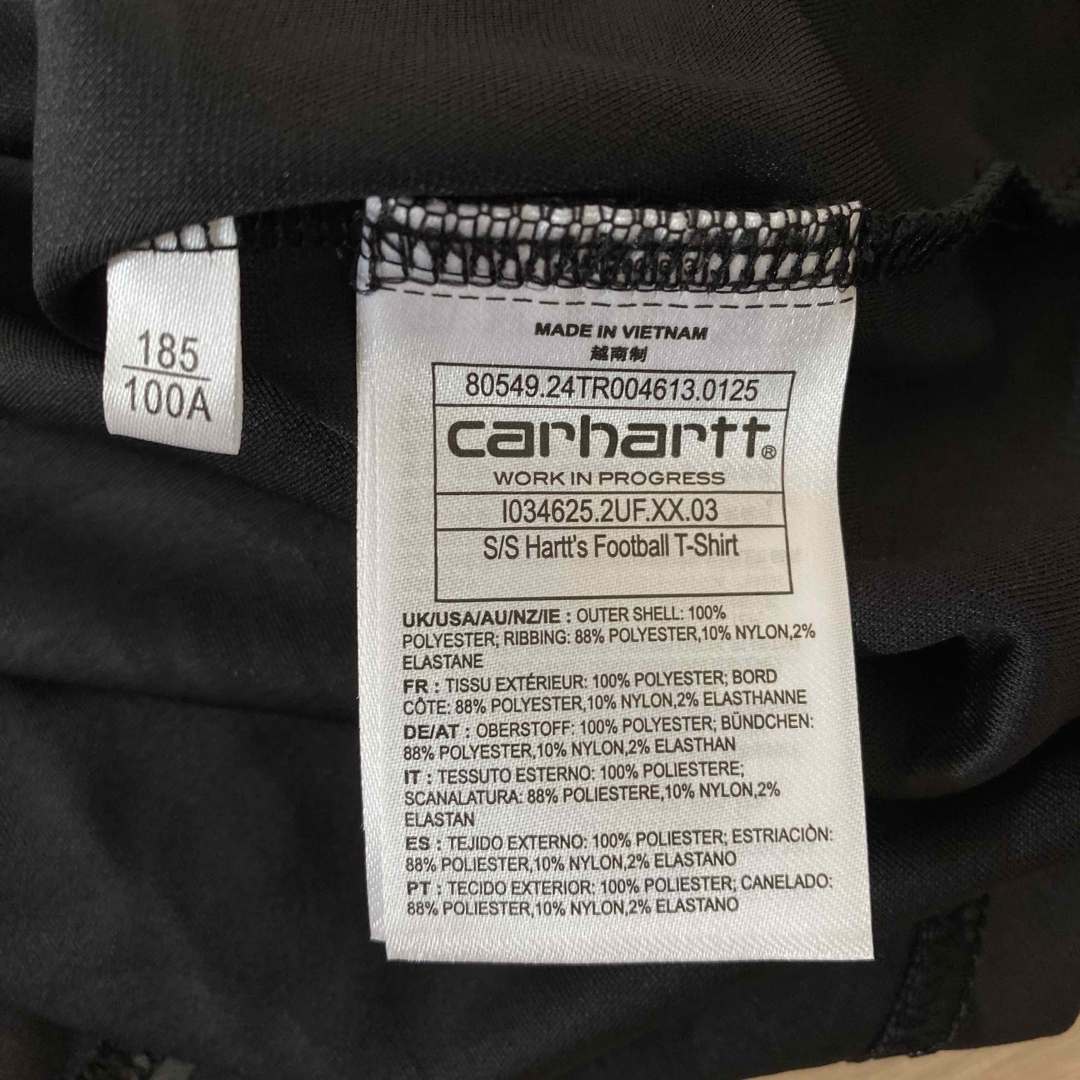 185
100A
MADE IN VIETNAM
越南制
80549.24TR004613.0125
carhartt®
WORK IN PROGRESS
I034625.2UF.XX.03
S/S Hartt's Football T-Shirt
UK/USA/AU/NZ/IE : OUTER SHELL: 100%
POLYESTER; RIBBING: 88% POLYESTER,10% NYLON,2%
ELASTANE
FR : TISSU EXTÉRIEUR: 100% POLYESTER; BORD
CÔTE: 88% POLYESTER,10% NYLON,2% ELASTHANNE
DE/AT : OBERSTOFF: 100% POLYESTER; BÜNDCHEN:
88% POLYESTER,10% NYLON,2% ELASTHAN
IT : TESSUTO ESTERNO: 100% POLIESTERE;
SCANALATURA: 88% POLIESTERE,10% NYLON,2%
ELASTAN
ES : TEJIDO EXTERNO: 100% POLIESTER; ESTRIACIÒN:
88% POLIESTER,10% NYLON,2% ELASTANO
PT : TECIDO EXTERIOR: 100% POLIESTER; CANELADO:
88% POLIESTER,10% NYLON,2% ELASTANO